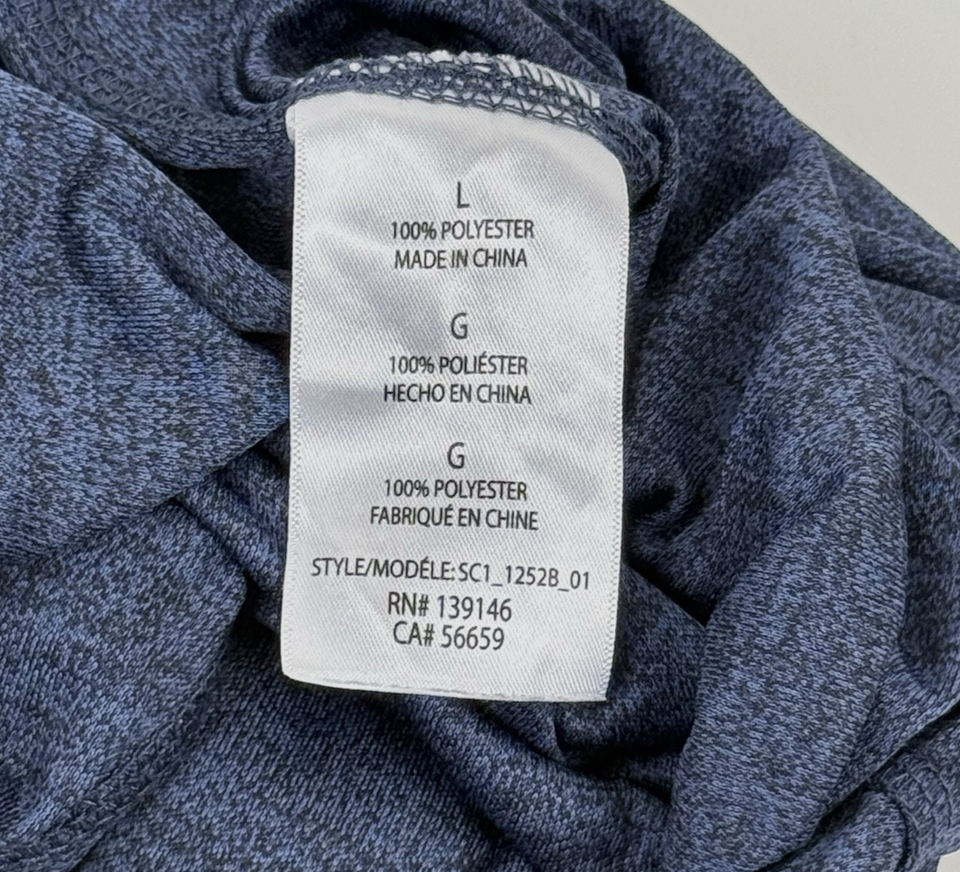 L
100% POLYESTER
MADE IN CHINA
G
100% POLIÉSTER
HECHO EN CHINA
G
100% POLYESTER
FABRIQUÉ EN CHINE
STYLE/MODÉLE: SC1_1252B_01
RN# 139146
CA# 56659